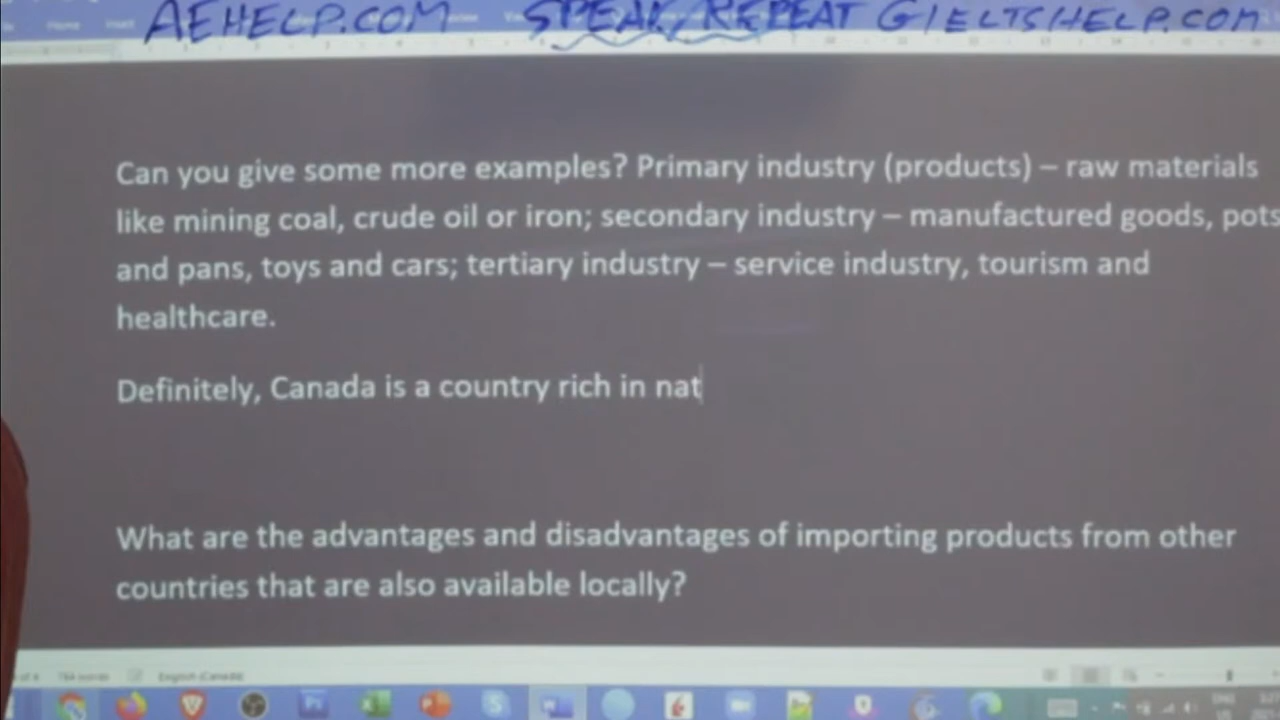 AEHELP.COM SPEAK/REPEAT GIELTSHELP.COM
Can you give some more examples? Primary industry (products) – raw materials
like mining coal, crude oil or iron; secondary industry – manufactured goods, pots
and pans, toys and cars; tertiary industry – service industry, tourism and
healthcare.
Definitely, Canada is a country rich in nat
What are the advantages and disadvantages of importing products from other
countries that are also available locally?
English (Canada)